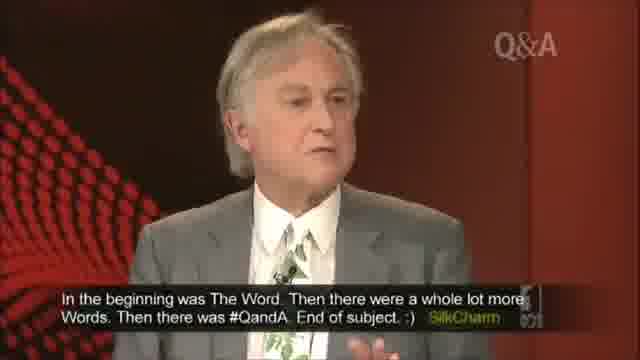 Q&A
In the beginning was The Word. Then there were a whole lot more
Words. Then there was #QandA. End of subject. :) SilkCharm